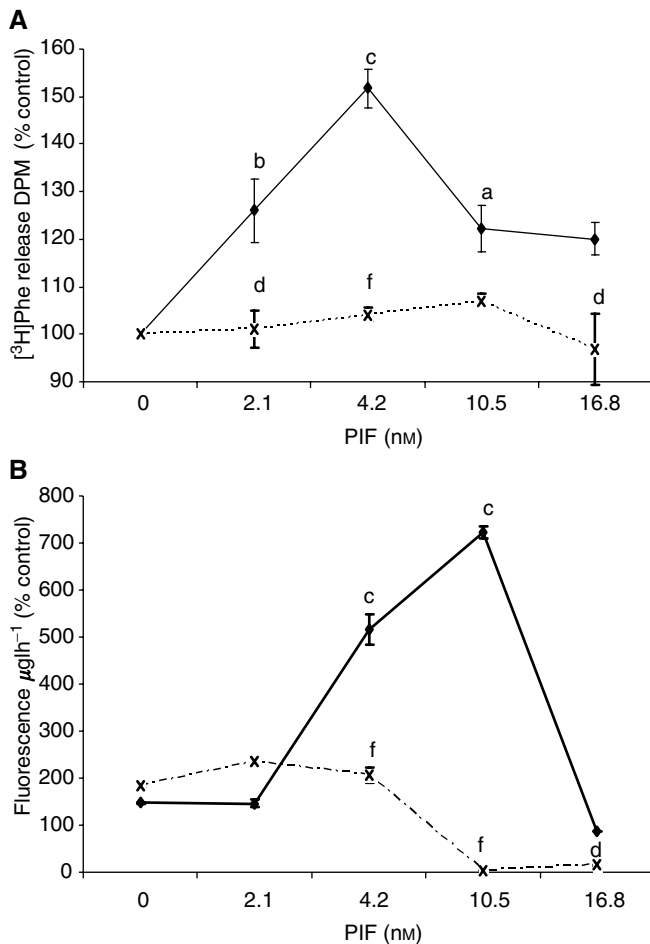 A
160
150
140
130
120
110
100
90
[³H]Phe release DPM (% control)
c
b
a
d
f
d
0 2.1 4.2 10.5 16.8
PIF (nM)
B
800
700
600
500
400
300
200
100
0
Fluorescence μglh⁻¹ (% control)
c
c
f
f
d
0 2.1 4.2 10.5 16.8
PIF (nM)